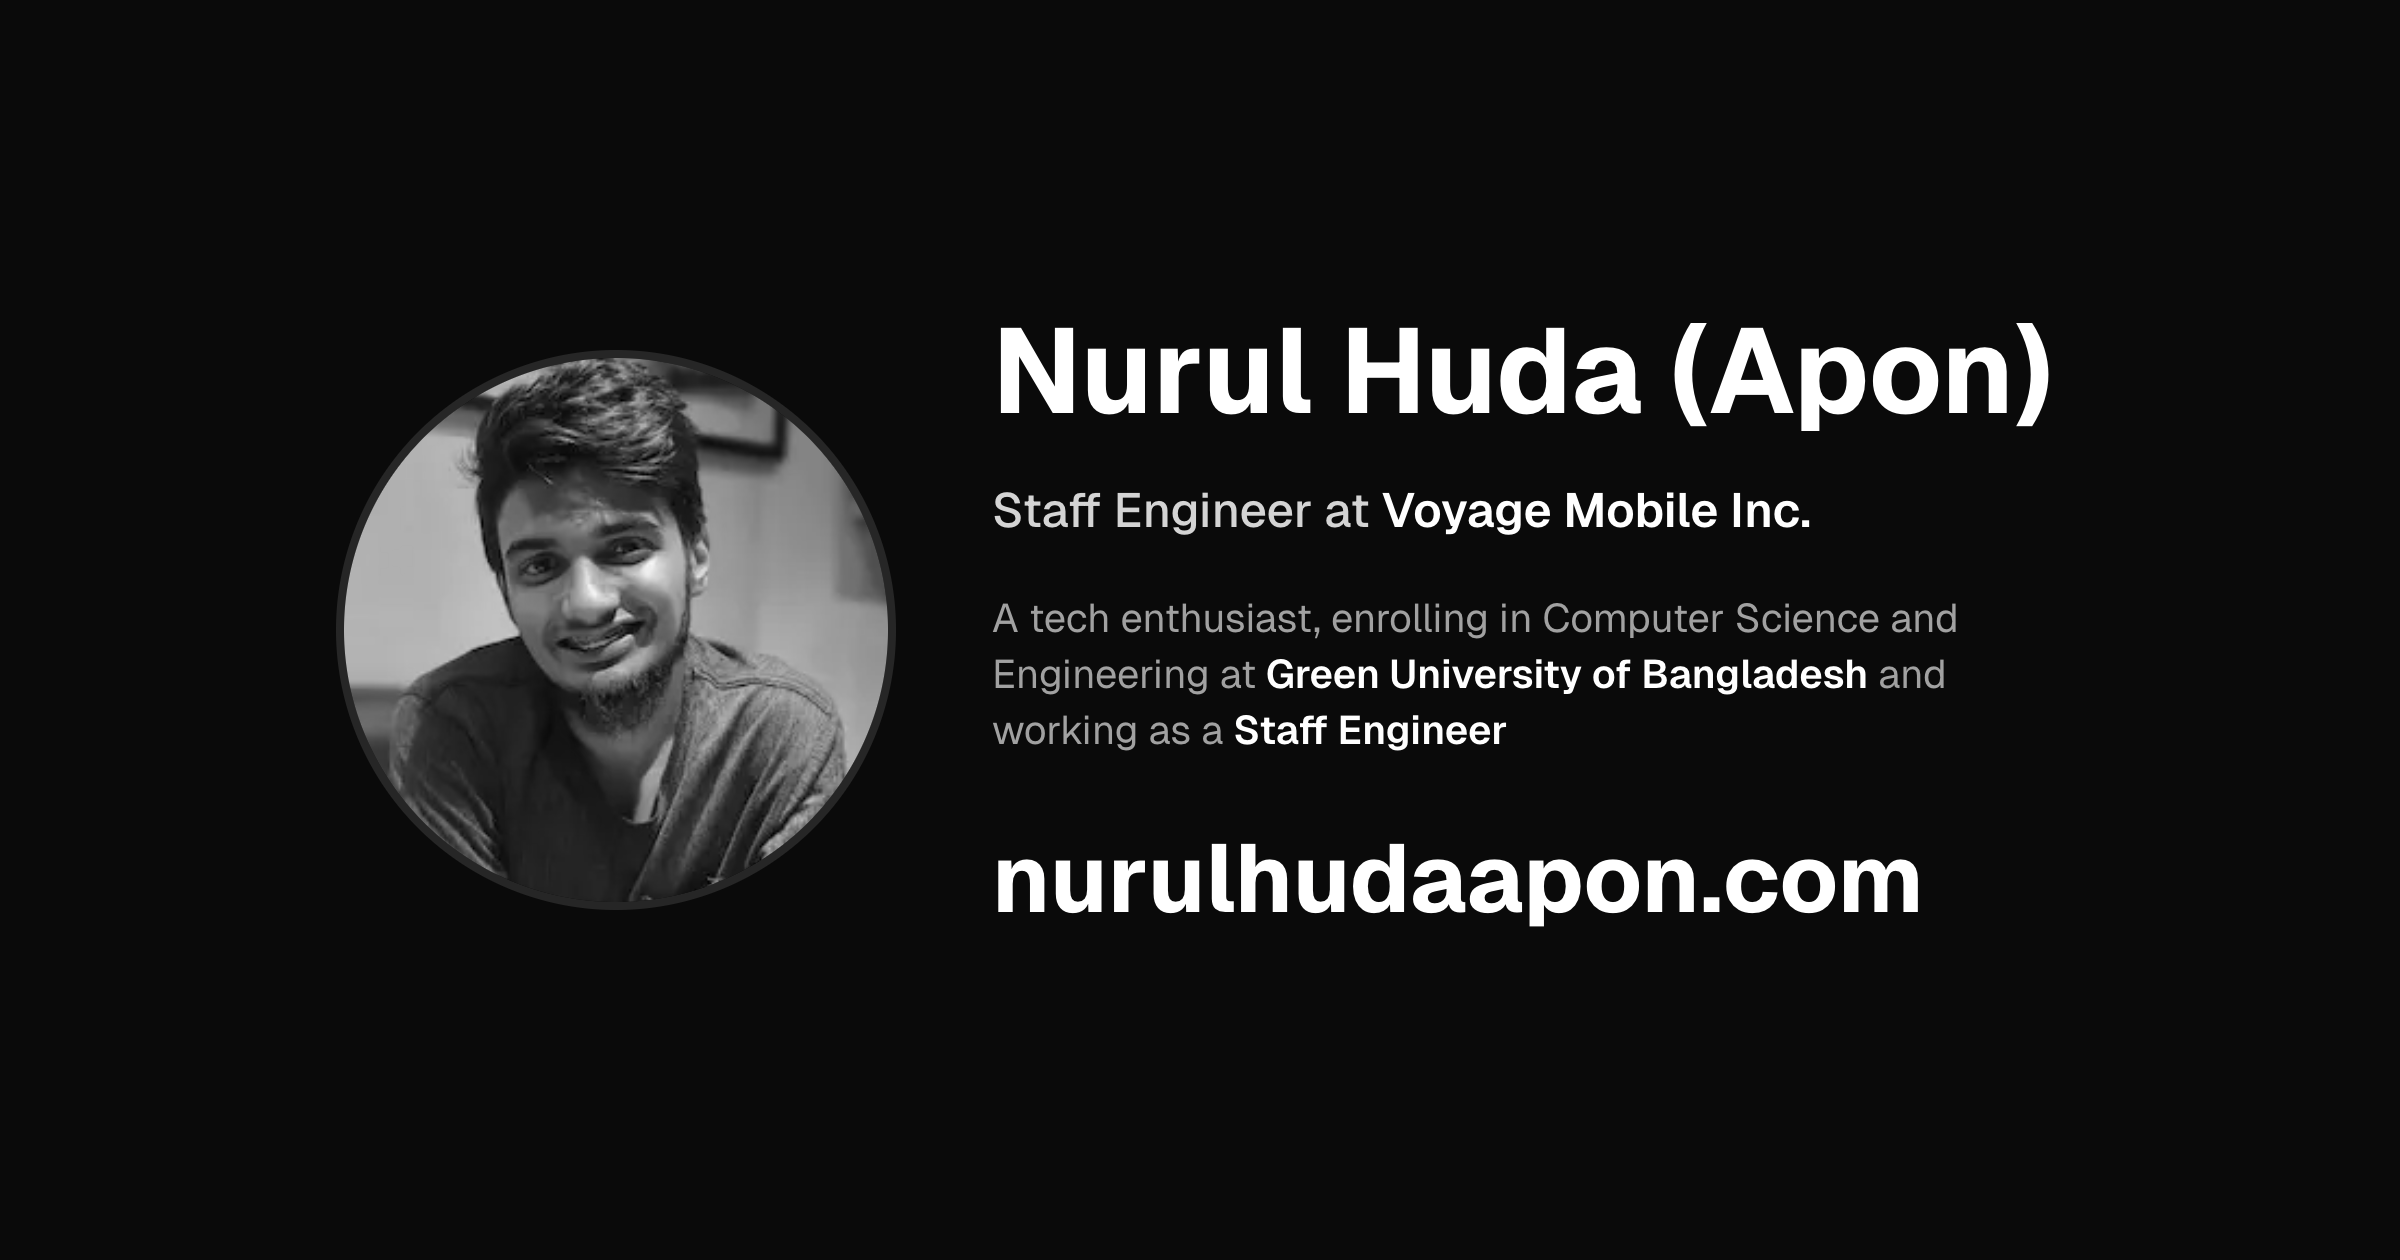 Nurul Huda (Apon)
Staff Engineer at Voyage Mobile Inc.
A tech enthusiast, enrolling in Computer Science and
Engineering at Green University of Bangladesh and
working as a Staff Engineer
nurulhudaapon.com